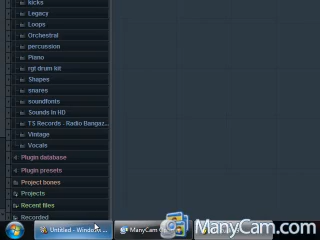 kicks
Legacy
Loops
Orchestral
percussion
Piano
rgt drum kit
Shapes
snares
soundfonts
Sounds In HD
TS Records - Radio Bangaz...
Vintage
Vocals
Plugin database
Plugin presets
Project bones
Projects
Recent files
Recorded
Untitled - Window ...
ManyCam
ManyCam.com